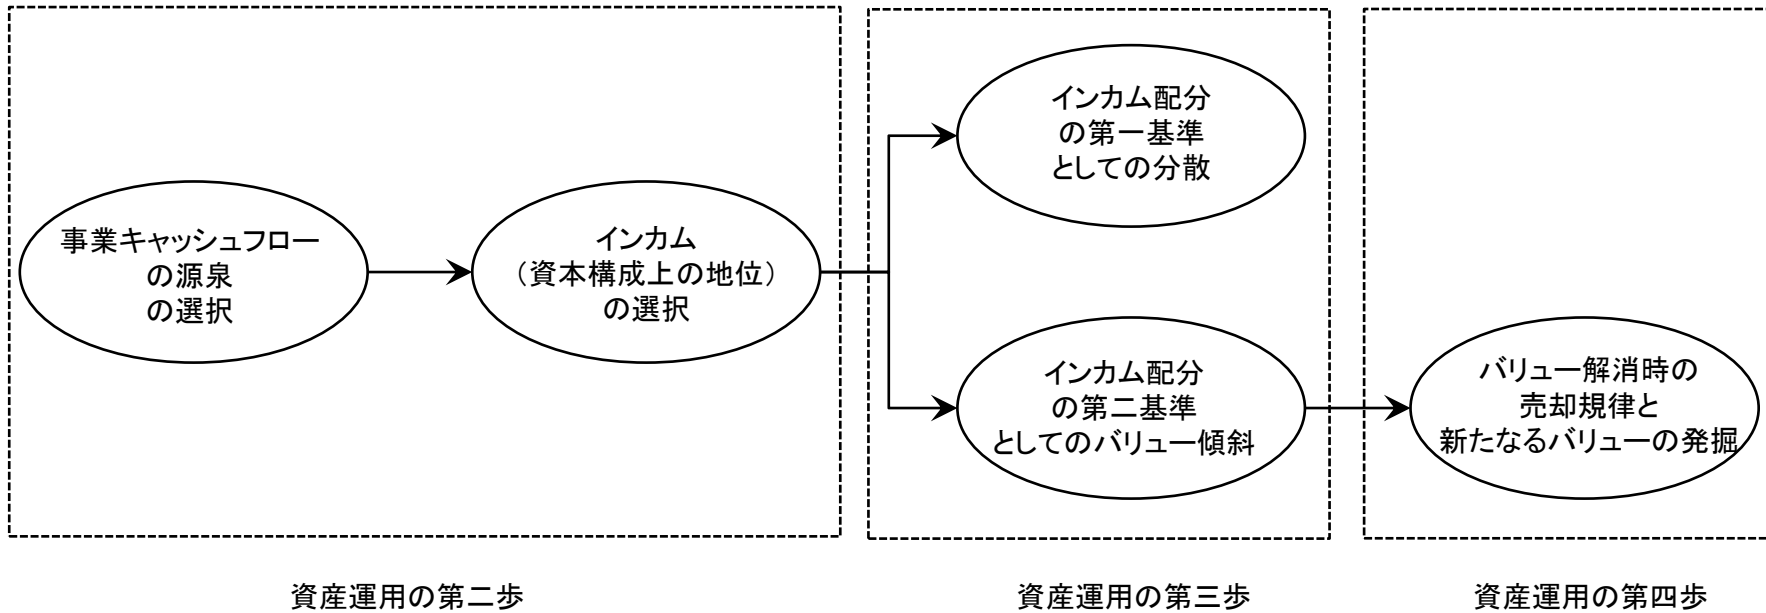 事業キャッシュフロー
の源泉
の選択
インカム
（資本構成上の地位）
の選択
インカム配分
の第一基準
としての分散
インカム配分
の第二基準
としてのバリュー傾斜
バリュー解消時の
売却規律と
新たなるバリューの発掘
資産運用の第二歩
資産運用の第三歩
資産運用の第四歩